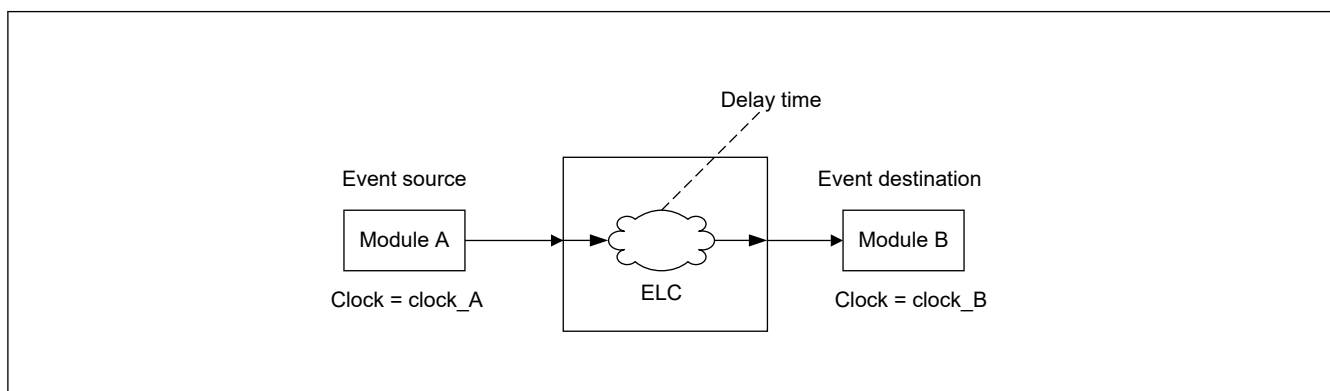 Delay time
Event source
Event destination
Module A
Module B
ELC
Clock = clock_A
Clock = clock_B